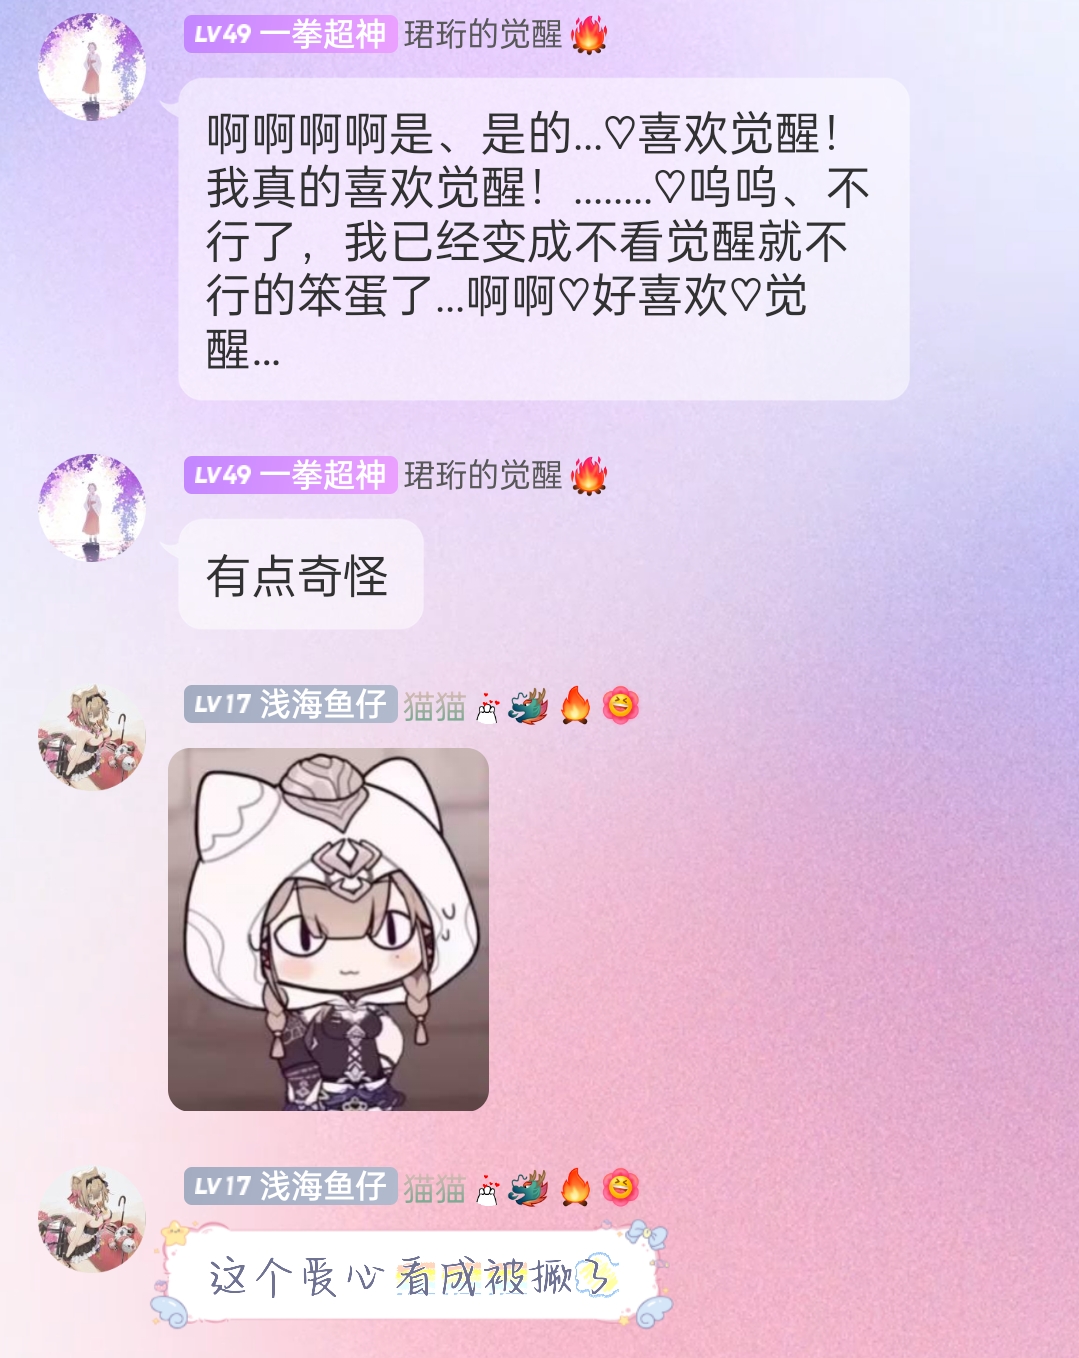 LV49 一拳超神 珺珩的觉醒🔥
啊啊啊啊是、是的...♡喜欢觉醒！
我真的喜欢觉醒！........♡呜呜、不
行了，我已经变成不看觉醒就不
行的笨蛋了...啊啊♡好喜欢♡觉
醒...
LV49 一拳超神 珺珩的觉醒🔥
有点奇怪
LV17 浅海鱼仔 猫猫
LV17 浅海鱼仔 猫猫
这个爱心看成被撅了